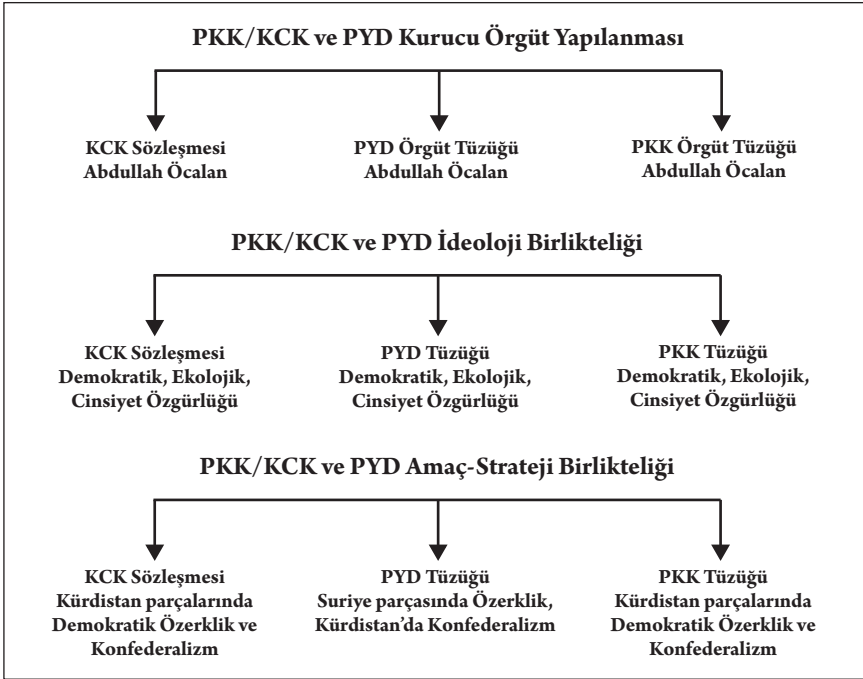 PKK/KCK ve PYD Kurucu Örgüt Yapılanması
KCK Sözleşmesi
Abdullah Öcalan
PYD Örgüt Tüzüğü
Abdullah Öcalan
PKK Örgüt Tüzüğü
Abdullah Öcalan
PKK/KCK ve PYD İdeoloji Birlikteliği
KCK Sözleşmesi
Demokratik, Ekolojik,
Cinsiyet Özgürlüğü
PYD Tüzüğü
Demokratik, Ekolojik,
Cinsiyet Özgürlüğü
PKK Tüzüğü
Demokratik, Ekolojik,
Cinsiyet Özgürlüğü
PKK/KCK ve PYD Amaç-Strateji Birlikteliği
KCK Sözleşmesi
Kürdistan parçalarında
Demokratik Özerklik ve
Konfederalizm
PYD Tüzüğü
Suriye parçasında Özerklik,
Kürdistan’da Konfederalizm
PKK Tüzüğü
Kürdistan parçalarında
Demokratik Özerklik ve
Konfederalizm